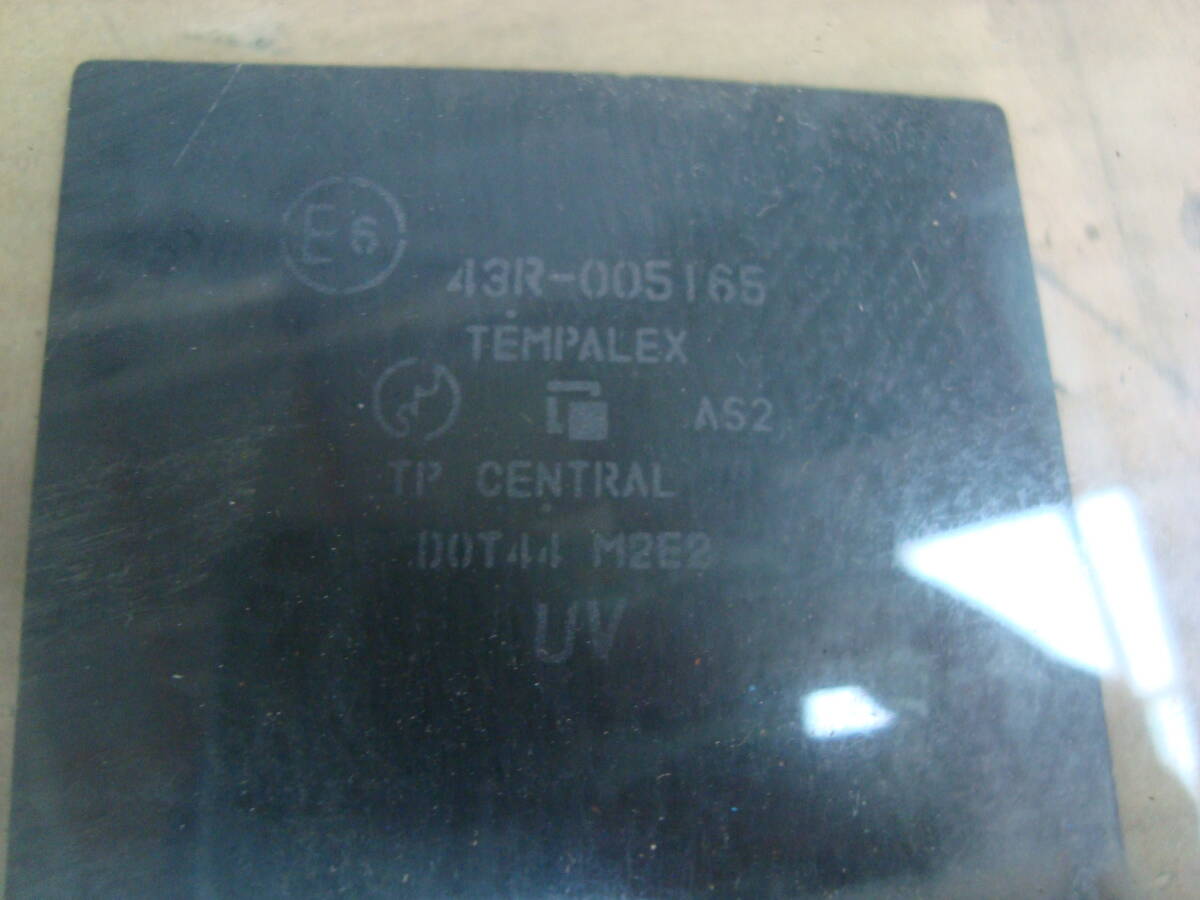 E6
43R-005165
TEMPALEX
AS2
TP CENTRAL
DOT44 M2E2
UV